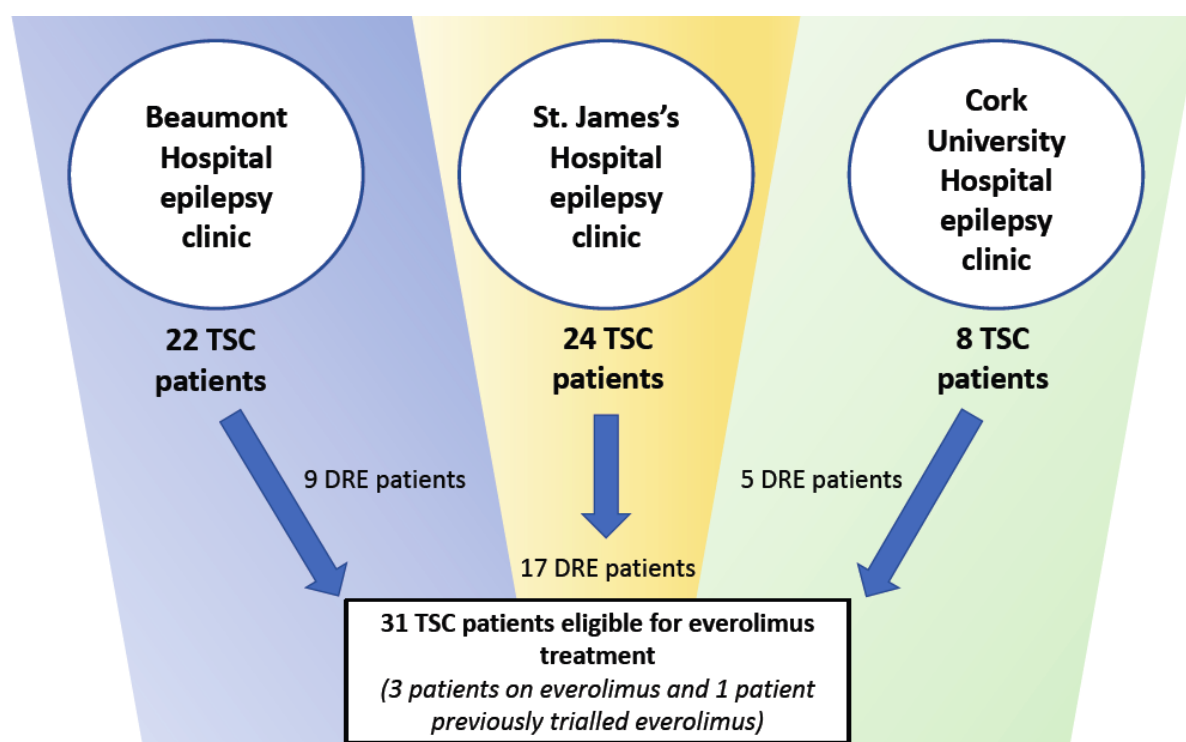 Beaumont
Hospital
epilepsy
clinic
St. James’s
Hospital
epilepsy
clinic
Cork
University
Hospital
epilepsy
clinic
22 TSC
patients
24 TSC
patients
8 TSC
patients
9 DRE patients
5 DRE patients
17 DRE patients
31 TSC patients eligible for everolimus
treatment
(3 patients on everolimus and 1 patient
previously trialled everolimus)